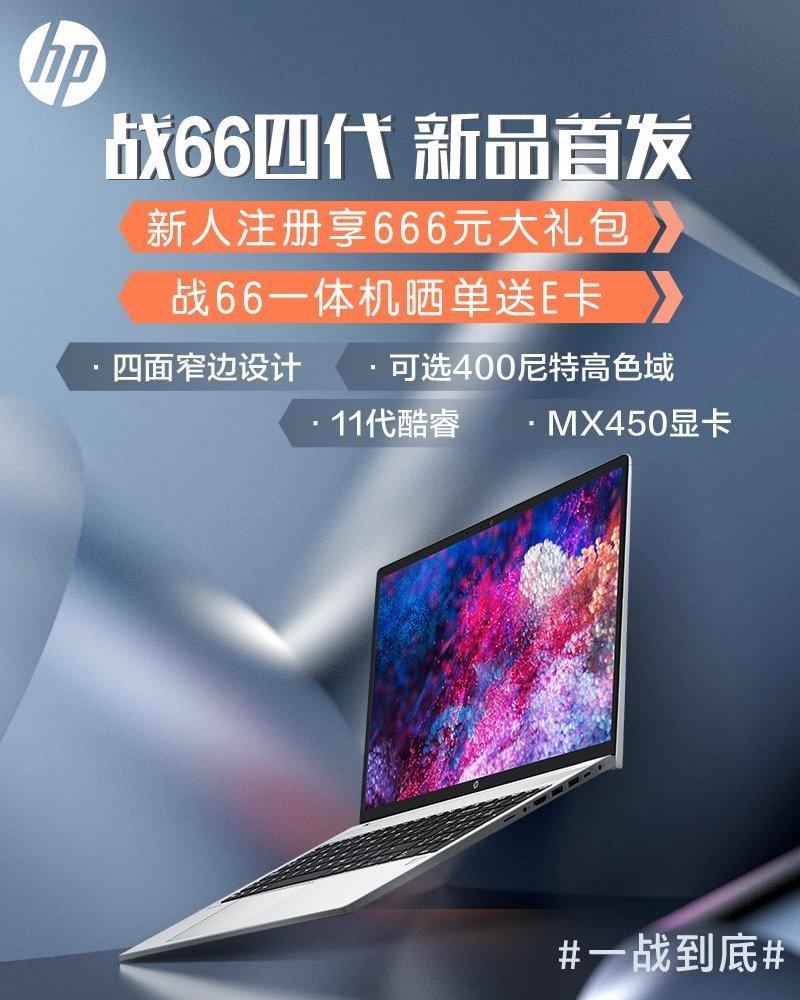 hp
战66四代 新品首发
新人注册享666元大礼包
战66一体机晒单送E卡
· 四面窄边设计 · 可选400尼特高色域
· 11代酷睿 · MX450显卡
#一战到底#